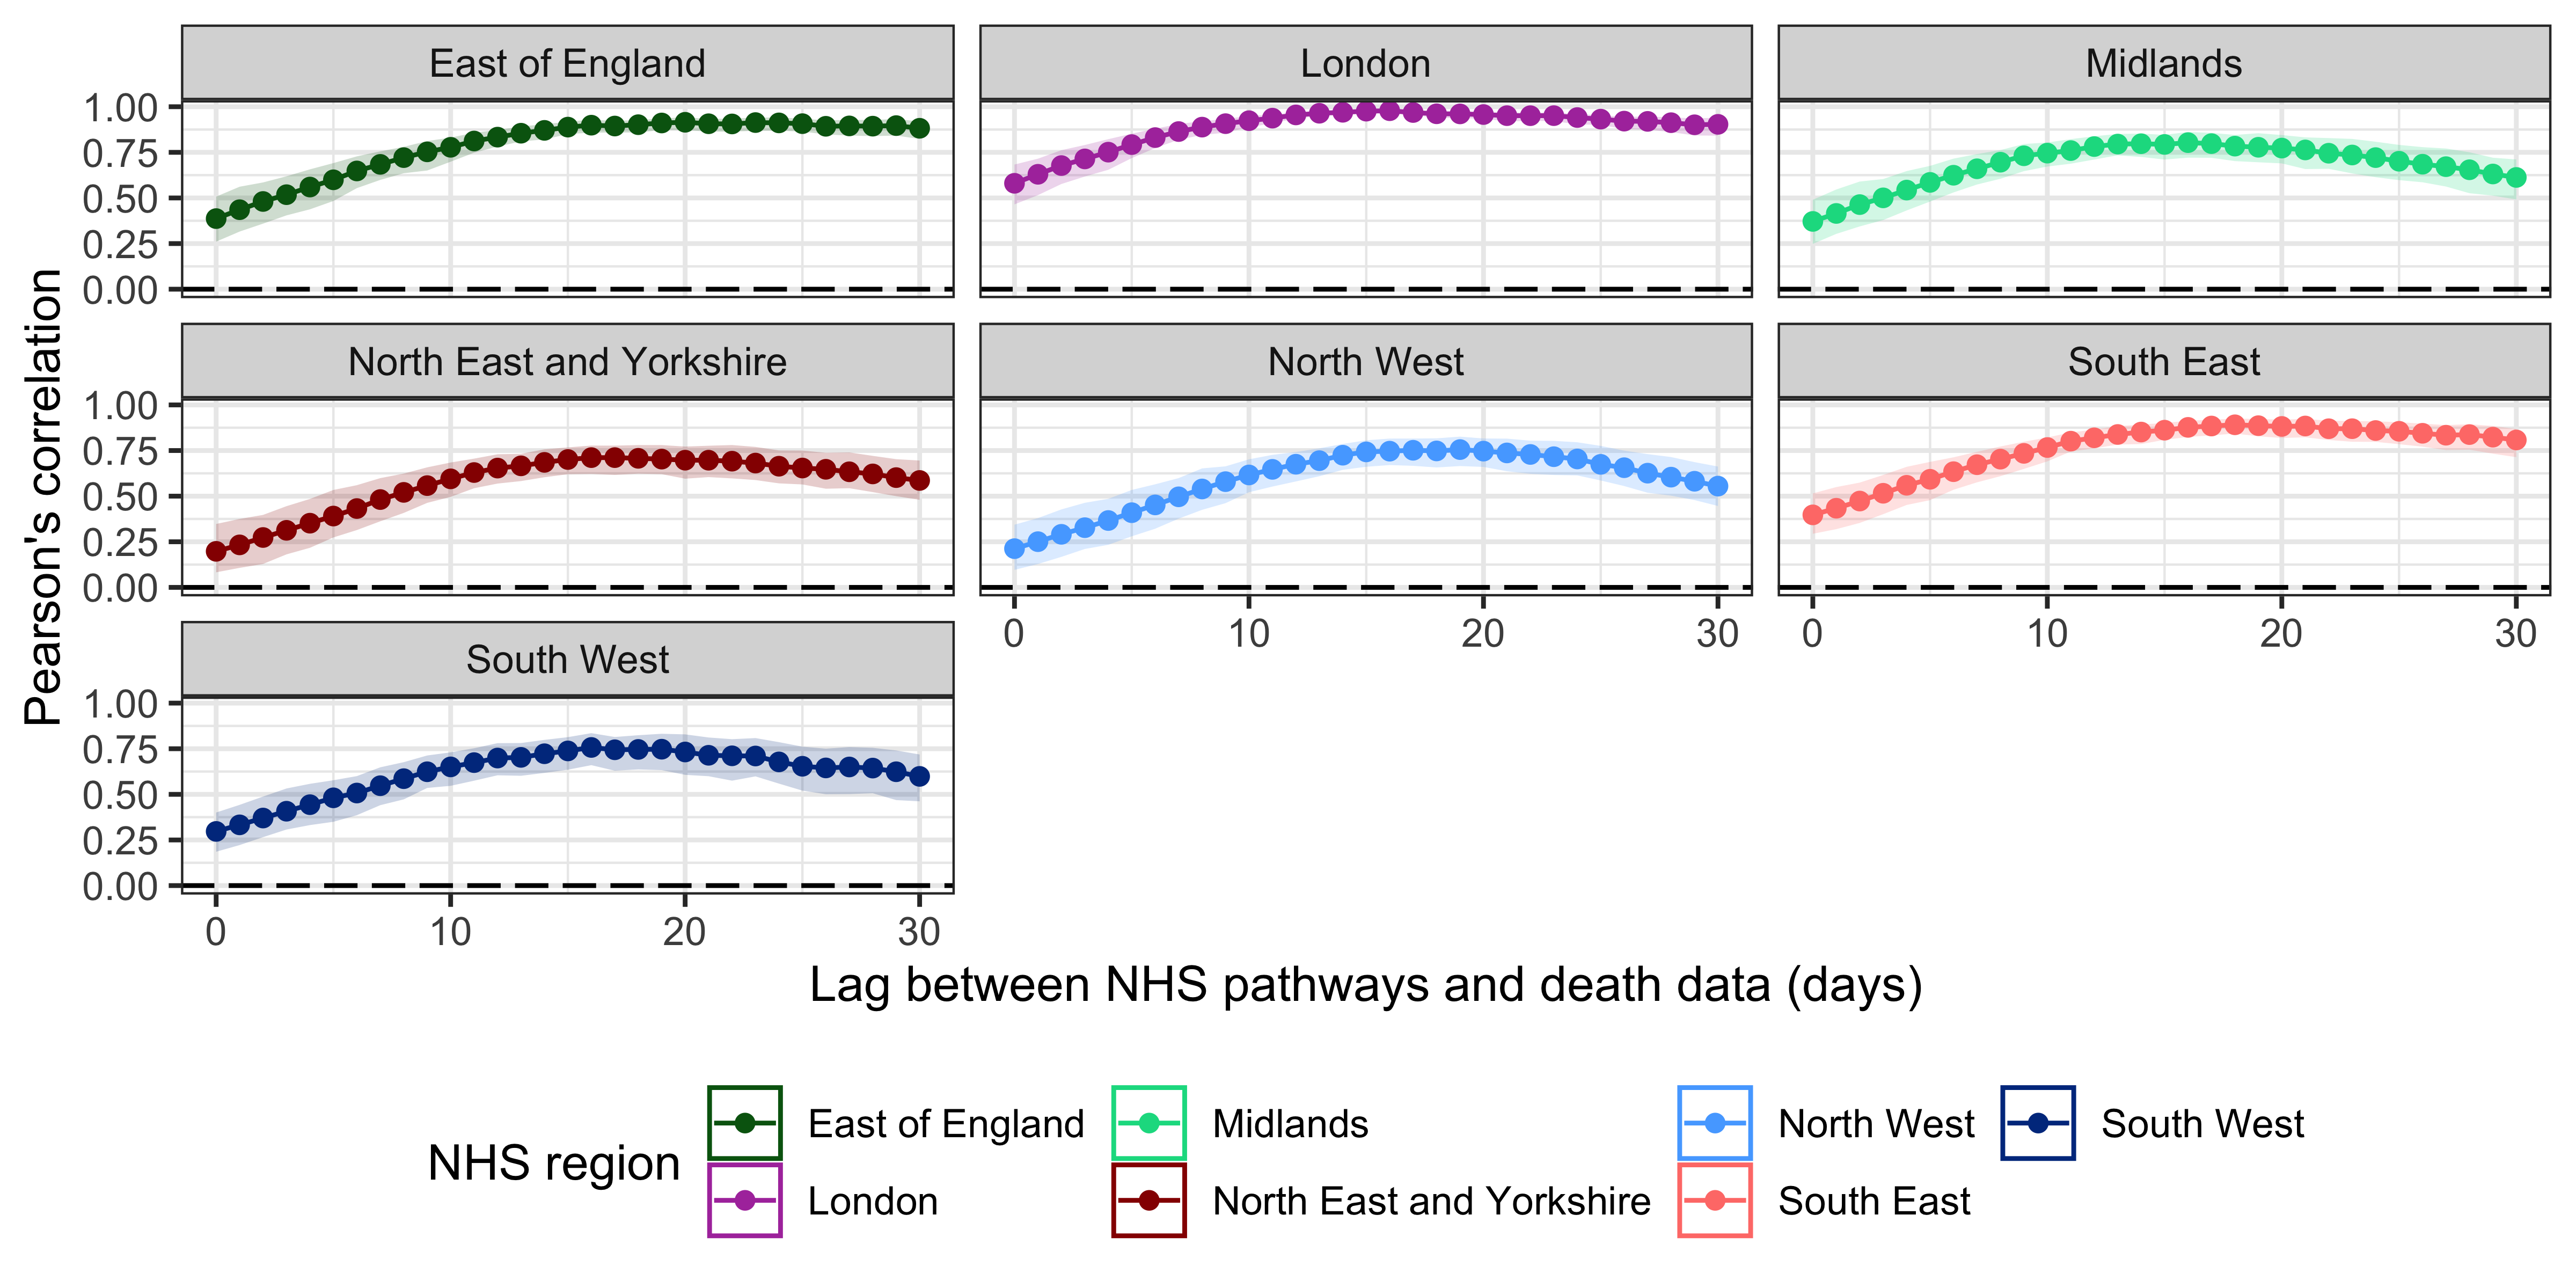 East of England
London
Midlands
1.00
0.75
0.50
0.25
0.00
North East and Yorkshire
North West
South East
1.00
0.75
0.50
0.25
0.00
0 10 20 30
0 10 20 30
South West
1.00
0.75
0.50
0.25
0.00
0 10 20 30
Pearson's correlation
Lag between NHS pathways and death data (days)
NHS region
East of England
London
Midlands
North East and Yorkshire
North West
South East
South West